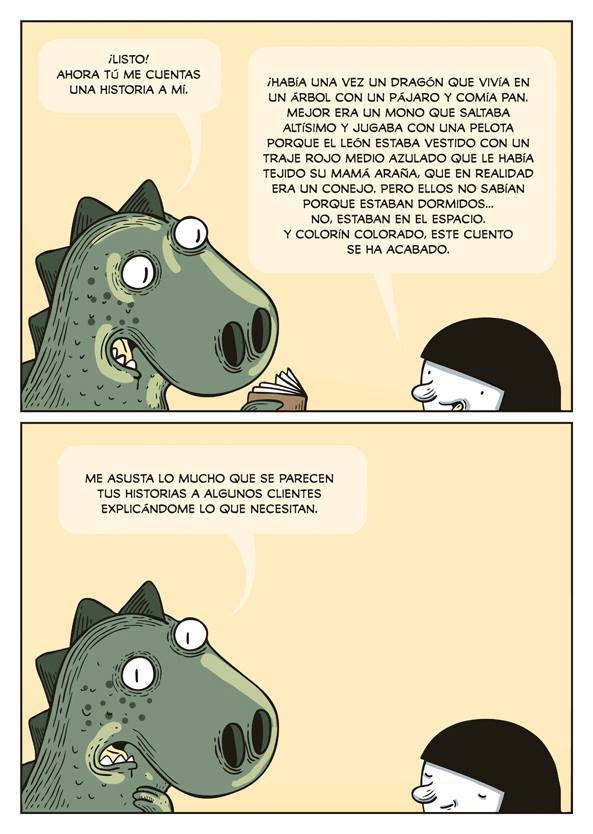 ¡LISTO!
AHORA TÚ ME CUENTAS
UNA HISTORIA A MÍ.
¡HABÍA UNA VEZ UN DRAGÓN QUE VIVÍA EN
UN ÁRBOL CON UN PÁJARO Y COMÍA PAN.
MEJOR ERA UN MONO QUE SALTABA
ALTÍSIMO Y JUGABA CON UNA PELOTA
PORQUE EL LEÓN ESTABA VESTIDO CON UN
TRAJE ROJO MEDIO AZULADO QUE LE HABÍA
TEJIDO SU MAMÁ ARAÑA, QUE EN REALIDAD
ERA UN CONEJO. PERO ELLOS NO SABÍAN
PORQUE ESTABAN DORMIDOS...
NO, ESTABAN EN EL ESPACIO.
Y COLORÍN COLORADO, ESTE CUENTO
SE HA ACABADO.
ME ASUSTA LO MUCHO QUE SE PARECEN
TUS HISTORIAS A ALGUNOS CLIENTES
EXPLICÁNDOME LO QUE NECESITAN.